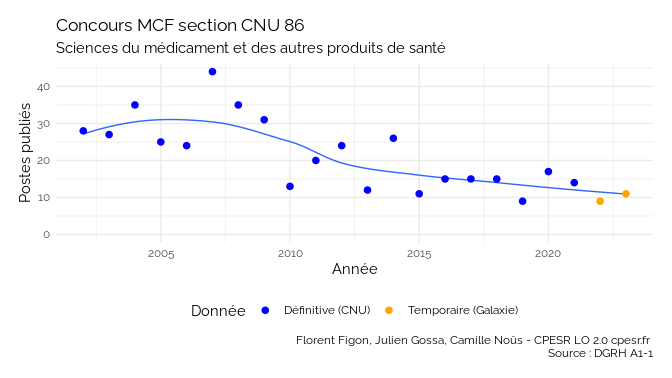 Concours MCF section CNU 86
Sciences du médicament et des autres produits de santé
Postes publiés
40
30
20
10
0
2005 2010 2015 2020
Année
Donnée Définitive (CNU) Temporaire (Galaxie)
Florent Figon, Julien Gossa, Camille Noûs - CPESR LO 2.0 cpesr.fr
Source : DGRH A1-1